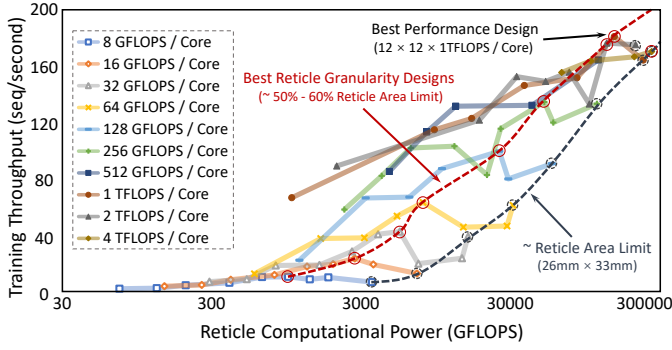 Training Throughput (seq/second)
200
160
120
80
40
0
30
300
3000
30000
300000
Reticle Computational Power (GFLOPS)
8 GFLOPS / Core
16 GFLOPS / Core
32 GFLOPS / Core
64 GFLOPS / Core
128 GFLOPS / Core
256 GFLOPS / Core
512 GFLOPS / Core
1 TFLOPS / Core
2 TFLOPS / Core
4 TFLOPS / Core
Best Performance Design
(12 × 12 × 1TFLOPS / Core)
Best Reticle Granularity Designs
(~ 50% - 60% Reticle Area Limit)
~ Reticle Area Limit
(26mm × 33mm)